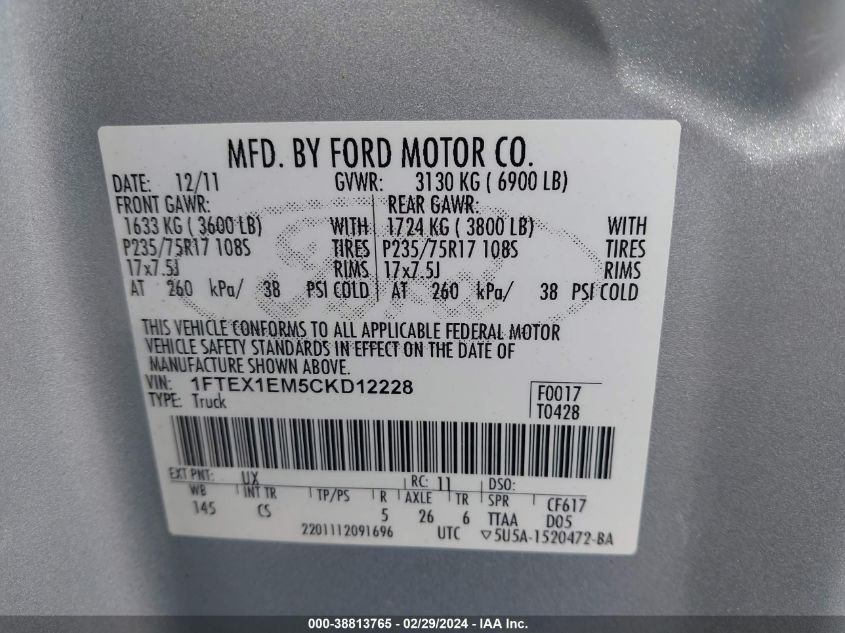 MFD. BY FORD MOTOR CO.
DATE: 12/11 GVWR: 3130 KG ( 6900 LB)
FRONT GAWR: REAR GAWR:
1633 KG ( 3600 LB) WITH 1724 KG ( 3800 LB) WITH
P235/75R17 108S TIRES P235/75R17 108S TIRES
17x7.5J RIMS 17x7.5J RIMS
AT 260 kPa/ 38 PSI COLD AT 260 kPa/ 38 PSI COLD
THIS VEHICLE CONFORMS TO ALL APPLICABLE FEDERAL MOTOR
VEHICLE SAFETY STANDARDS IN EFFECT ON THE DATE OF
MANUFACTURE SHOWN ABOVE.
VIN: 1FTEX1EM5CKD12228 F0017
TYPE: Truck T0428
EXT PNT: UX RC: 11 DSO:
WB INT TR TP/PS R AXLE TR SPR CF617
145 CS 5 26 6 TTAA D05
2201112091696 UTC ▽5U5A-1520472-BA
000-38813765 - 02/29/2024 - IAA Inc.